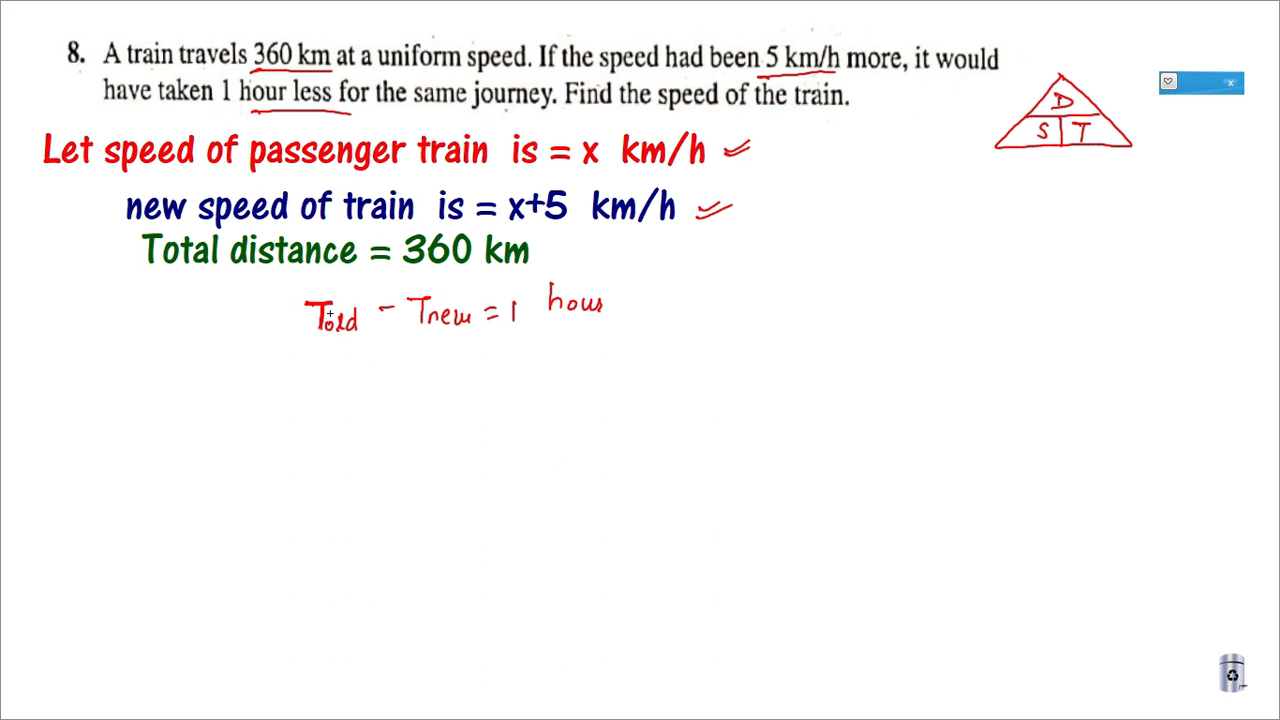 8. A train travels 360 km at a uniform speed. If the speed had been 5 km/h more, it would
have taken 1 hour less for the same journey. Find the speed of the train.
D
S T
x
Let speed of passenger train is = x km/h
new speed of train is = x+5 km/h
Total distance = 360 km
Told - Tnew = 1 hour